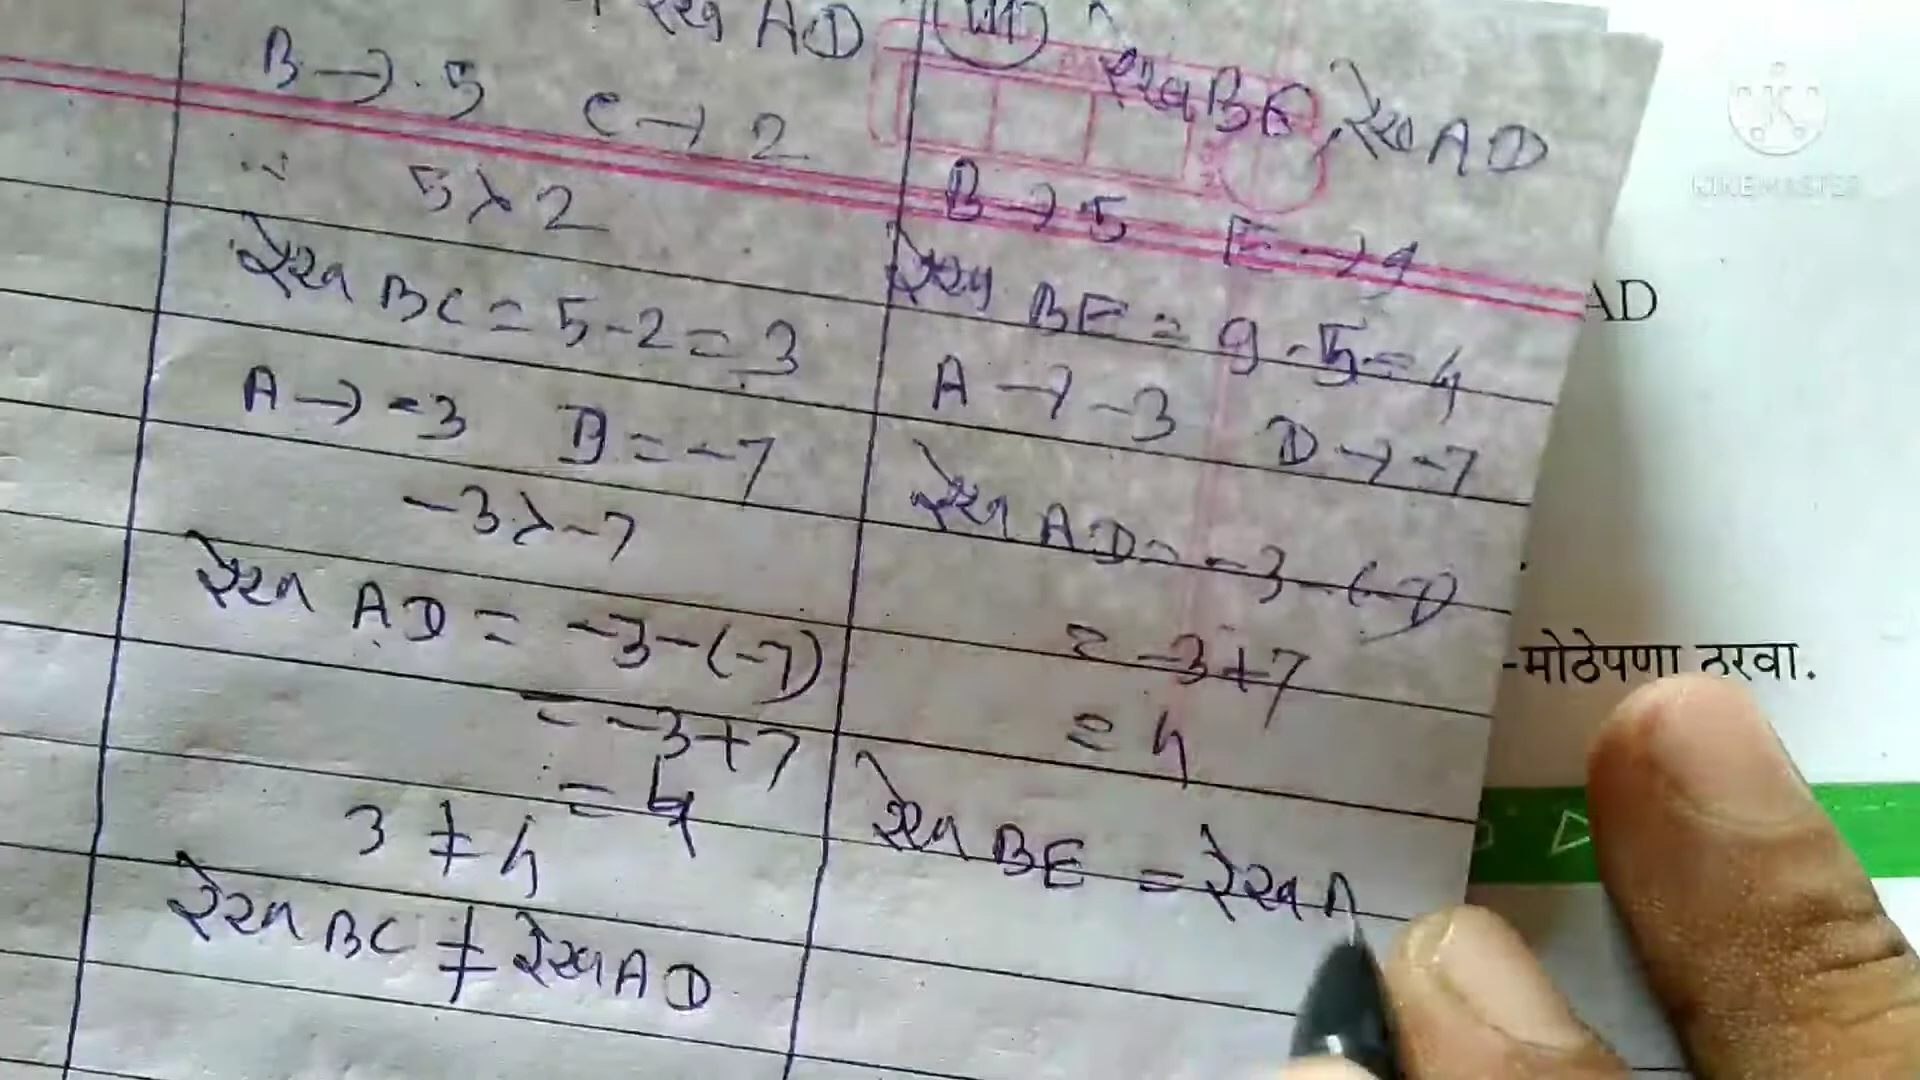 रेख AD
B → 5 C → 2
∵ 5 > 2
रेख BC = 5 - 2 = 3
A → -3 B = -7
-3 > -7
रेख AD = -3 - (-7)
= -3 + 7
= 4
3 ≠ 4
रेख BC ≠ रेख AD
रेख BE, रेख AD
B → 5 E → 9
रेख BE = 9 - 5 = 4
A → -3 D → -7
रेख AD = -3 - (-7)
= -3 + 7
= 4
रेख BE = रेख A
KINEMASTER
AD
-मोठेपणा ठरवा.